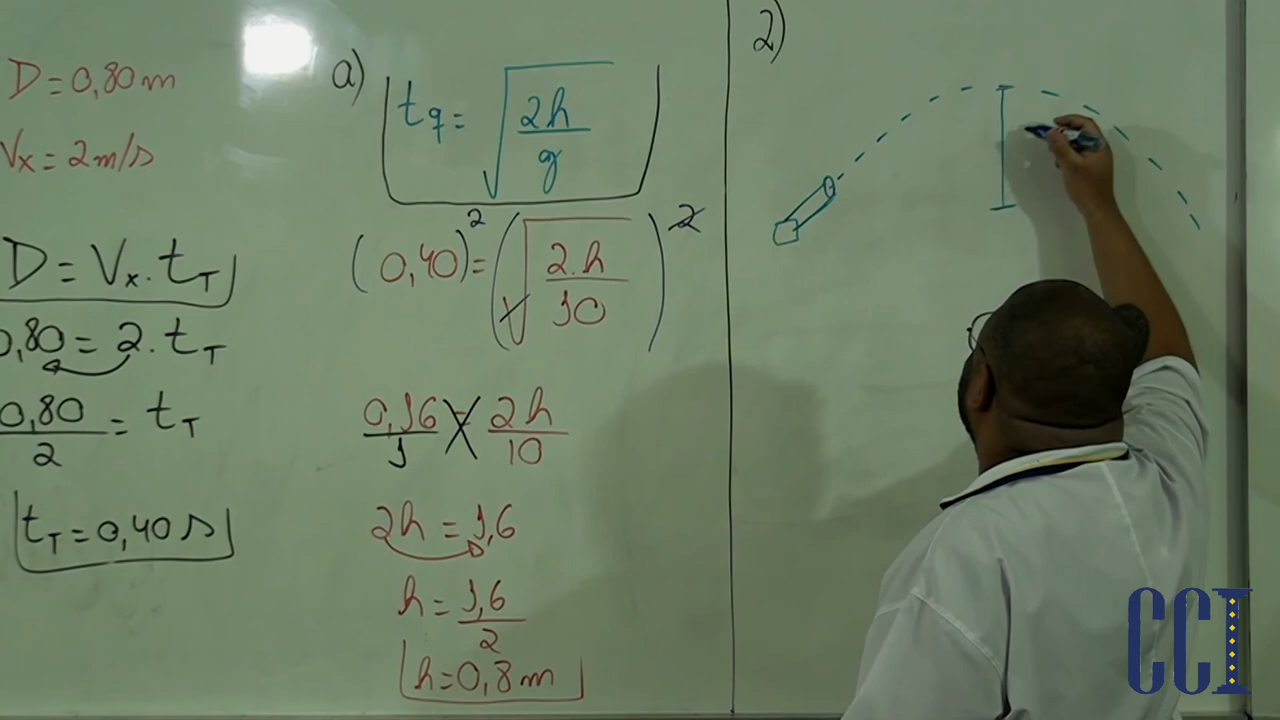 D = 0,80 m
Vx = 2 m/s
D = Vx . tT
0,80 = 2 . tT
0,80/2 = tT
tT = 0,40 s
a)
tq = √(2h/g)
(0,40)² = (√(2.h/10))²
0,16/1 = 2h/10
2h = 1,6
h = 1,6/2
h = 0,8 m
2)
CCI